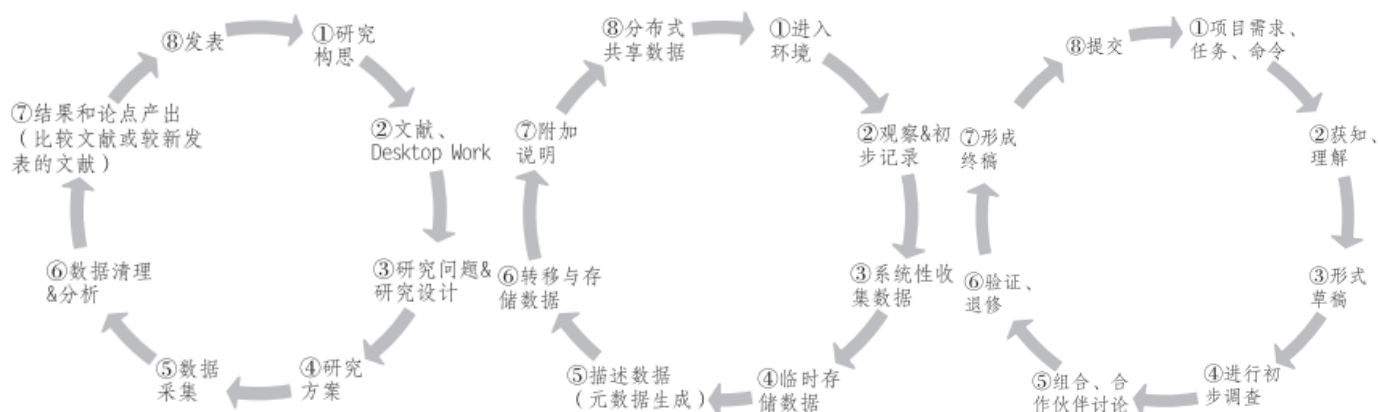 ①研究
构思
②文献、
Desktop Work
③研究问题&
研究设计
④研究
方案
⑤数据
采集
⑥数据清理
&分析
⑦结果和论点产出
（比较文献或较新发
表的文献）
⑧发表
①进入
环境
②观察&初
步记录
③系统性收
集数据
④临时存
储数据
⑤描述数据
（元数据生成）
⑥转移与存
储数据
⑦附加
说明
⑧分布式
共享数据
①项目需求、
任务、命令
②获知、
理解
③形式
草稿
④进行初
步调查
⑤组合、合
作伙伴讨论
⑥验证、
退修
⑦形成
终稿
⑧提交